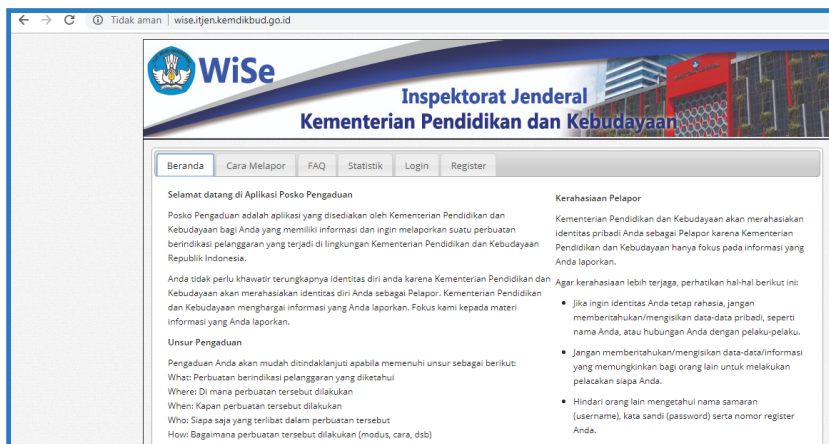 Tidak aman | wise.itjen.kemdikbud.go.id
WiSe
Inspektorat Jenderal
Kementerian Pendidikan dan Kebudayaan
Beranda Cara Melapor FAQ Statistik Login Register
Selamat datang di Aplikasi Posko Pengaduan
Posko Pengaduan adalah aplikasi yang disediakan oleh Kementerian Pendidikan dan
Kebudayaan bagi Anda yang memiliki informasi dan ingin melaporkan suatu perbuatan
berindikasi pelanggaran yang terjadi di lingkungan Kementerian Pendidikan dan Kebudayaan
Republik Indonesia.
Anda tidak perlu khawatir terungkapnya identitas diri anda karena Kementerian Pendidikan dan
Kebudayaan akan merahasiakan identitas diri Anda sebagai Pelapor. Kementerian Pendidikan
dan Kebudayaan menghargai informasi yang Anda laporkan. Fokus kami kepada materi
informasi yang Anda laporkan.
Unsur Pengaduan
Pengaduan Anda akan mudah ditindaklanjuti apabila memenuhi unsur sebagai berikut:
What: Perbuatan berindikasi pelanggaran yang diketahui
Where: Di mana perbuatan tersebut dilakukan
When: Kapan perbuatan tersebut dilakukan
Who: Siapa saja yang terlibat dalam perbuatan tersebut
How: Bagaimana perbuatan tersebut dilakukan (modus, cara, dsb)
Kerahasiaan Pelapor
Kementerian Pendidikan dan Kebudayaan akan merahasiakan
identitas pribadi Anda sebagai Pelapor karena Kementerian
Pendidikan dan Kebudayaan hanya fokus pada informasi yang
Anda laporkan.
Agar kerahasiaan lebih terjaga, perhatikan hal-hal berikut ini:
• Jika ingin identitas Anda tetap rahasia, jangan
memberitahukan/mengisikan data-data pribadi, seperti
nama Anda, atau hubungan Anda dengan pelaku-pelaku.
• Jangan memberitahukan/mengisikan data-data/informasi
yang memungkinkan bagi orang lain untuk melakukan
pelacakan siapa Anda.
• Hindari orang lain mengetahui nama samaran
(username), kata sandi (password) serta nomor register
Anda.